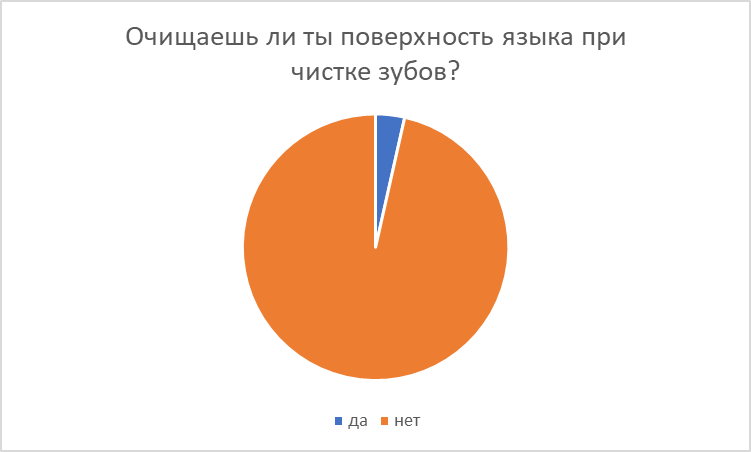 Очищаешь ли ты поверхность языка при
чистке зубов?
да нет